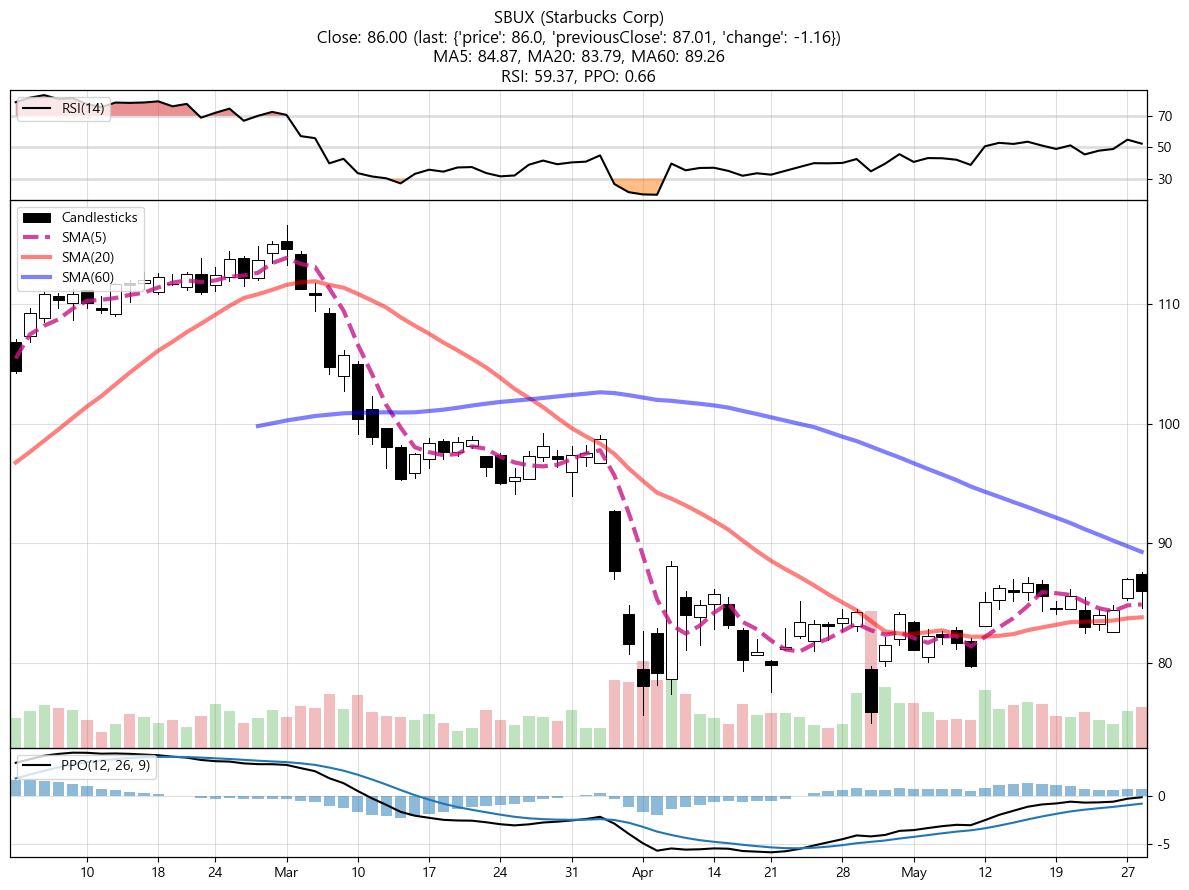 SBUX (Starbucks Corp)
Close: 86.00 (last: {'price': 86.0, 'previousClose': 87.01, 'change': -1.16})
MA5: 84.87, MA20: 83.79, MA60: 89.26
RSI: 59.37, PPO: 0.66
RSI(14)
70
50
30
Candlesticks
SMA(5)
SMA(20)
SMA(60)
110
100
90
80
PPO(12, 26, 9)
0
-5
10 18 24 Mar 10 17 24 31 Apr 14 21 28 May 12 19 27